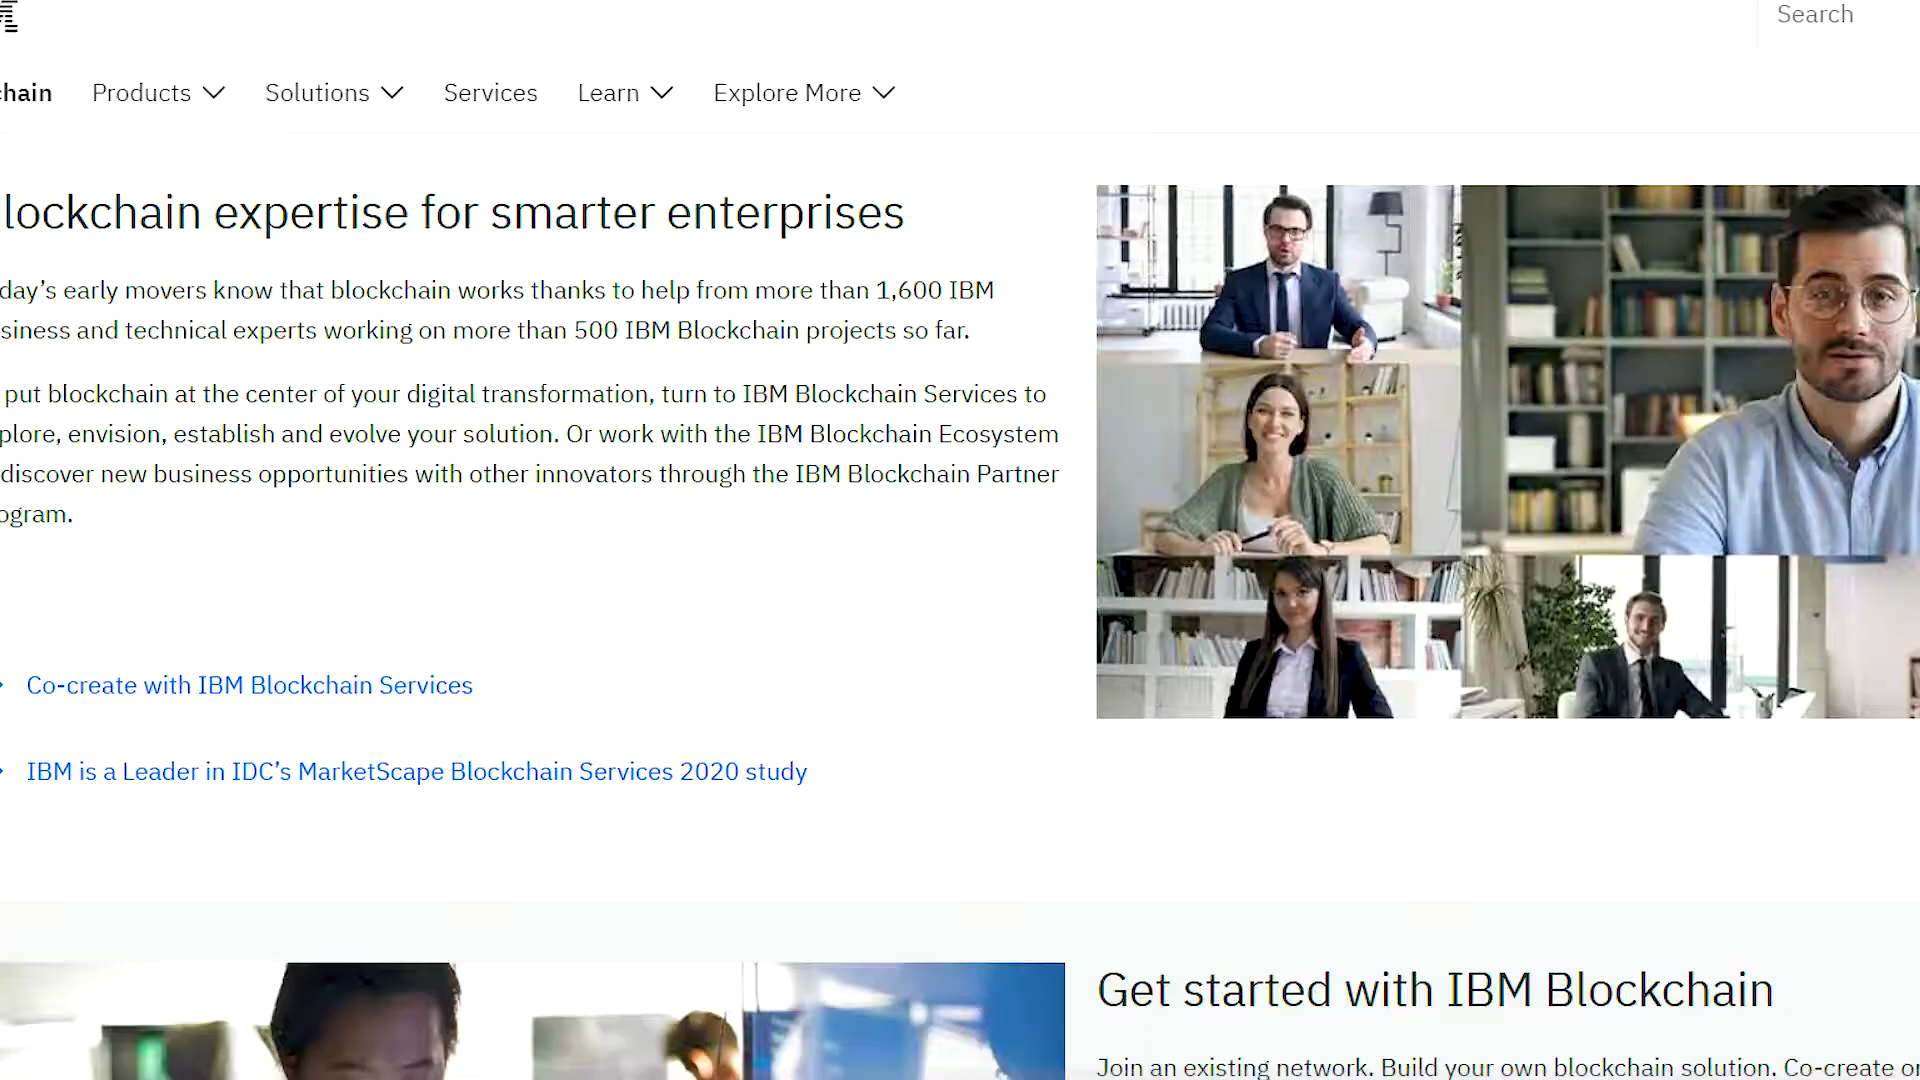 Search
chain Products Solutions Services Learn Explore More
lockchain expertise for smarter enterprises
day’s early movers know that blockchain works thanks to help from more than 1,600 IBM
siness and technical experts working on more than 500 IBM Blockchain projects so far.
put blockchain at the center of your digital transformation, turn to IBM Blockchain Services to
plore, envision, establish and evolve your solution. Or work with the IBM Blockchain Ecosystem
discover new business opportunities with other innovators through the IBM Blockchain Partner
ogram.
Co-create with IBM Blockchain Services
IBM is a Leader in IDC’s MarketScape Blockchain Services 2020 study
Get started with IBM Blockchain
Join an existing network. Build your own blockchain solution. Co-create or